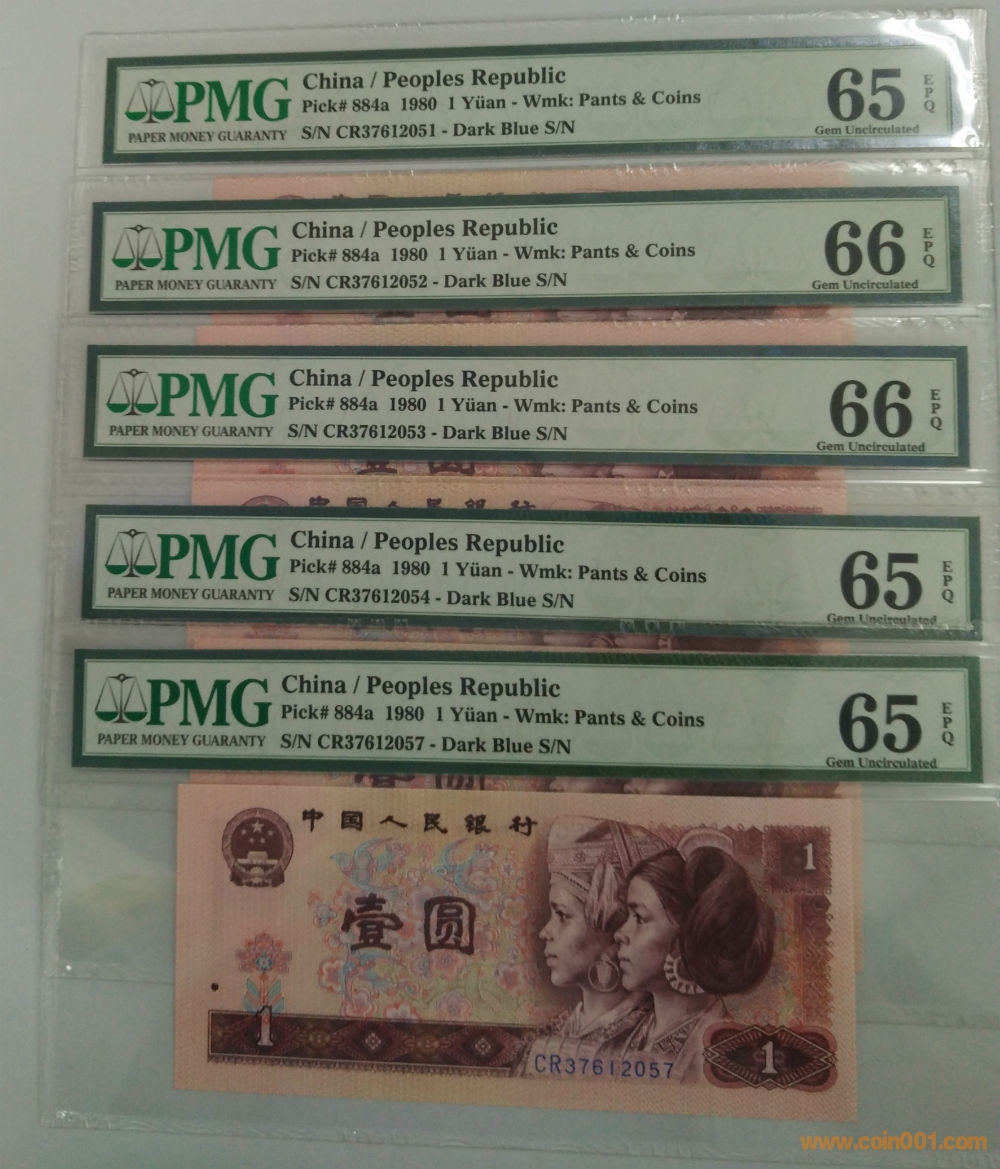 PMG
PAPER MONEY GUARANTY
China / Peoples Republic
Pick# 884a 1980 1 Yüan - Wmk: Pants & Coins
S/N CR37612051 - Dark Blue S/N
65
EPQ
Gem Uncirculated
PMG
PAPER MONEY GUARANTY
China / Peoples Republic
Pick# 884a 1980 1 Yüan - Wmk: Pants & Coins
S/N CR37612052 - Dark Blue S/N
66
EPQ
Gem Uncirculated
PMG
PAPER MONEY GUARANTY
China / Peoples Republic
Pick# 884a 1980 1 Yüan - Wmk: Pants & Coins
S/N CR37612053 - Dark Blue S/N
66
EPQ
Gem Uncirculated
中国人民银行
PMG
PAPER MONEY GUARANTY
China / Peoples Republic
Pick# 884a 1980 1 Yüan - Wmk: Pants & Coins
S/N CR37612054 - Dark Blue S/N
65
EPQ
Gem Uncirculated
PMG
PAPER MONEY GUARANTY
China / Peoples Republic
Pick# 884a 1980 1 Yüan - Wmk: Pants & Coins
S/N CR37612057 - Dark Blue S/N
65
EPQ
Gem Uncirculated
中国人民银行
1
壹圆
1
CR37612057
1
www.coin001.com